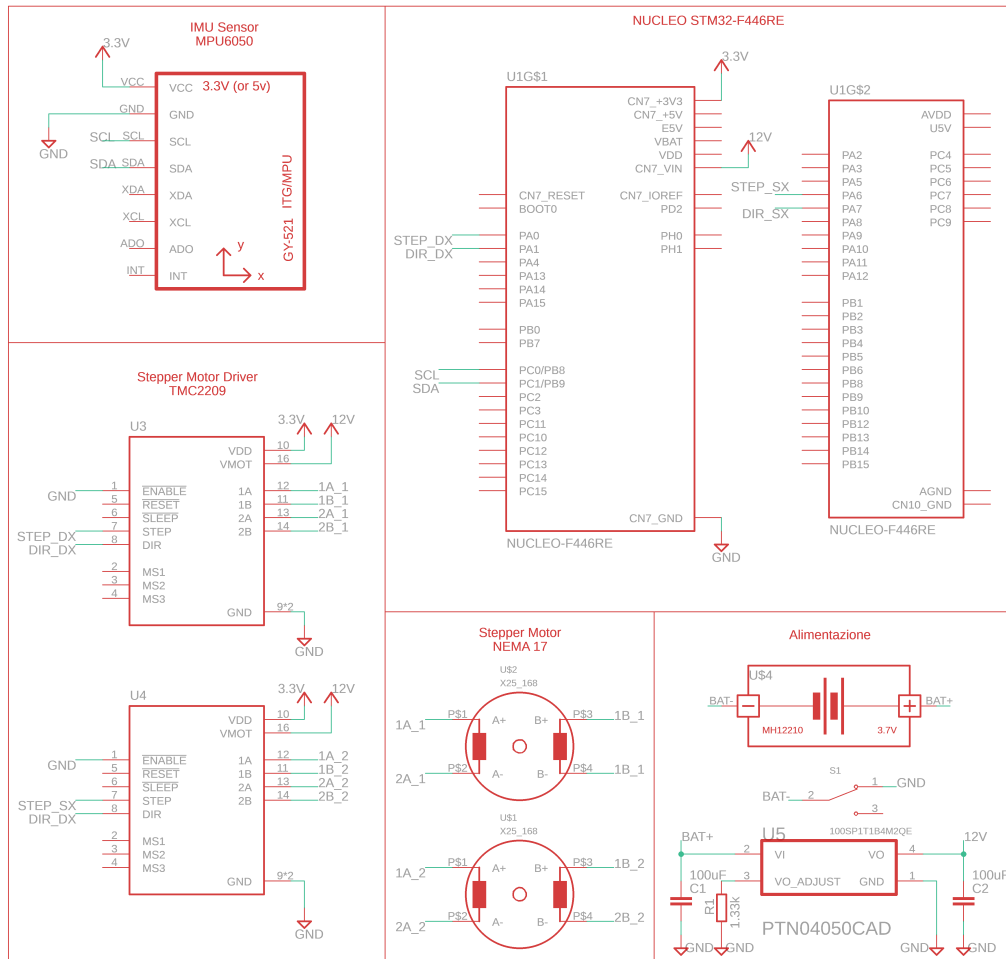 IMU Sensor
MPU6050
3.3V
VCC
VCC
3.3V (or 5v)
GND
GND
GND
SCL
SCL
SCL
SDA
SDA
SDA
XDA
XDA
XCL
XCL
ADO
ADO
INT
INT
y
x
GY-521 ITG/MPU
NUCLEO STM32-F446RE
U1G$1
3.3V
CN7_+3V3
CN7_+5V
E5V
VBAT
VDD
CN7_VIN
12V
CN7_RESET
CN7_IOREF
BOOT0
PD2
STEP_DX
PA0
PH0
DIR_DX
PA1
PH1
PA4
PA13
PA14
PA15
PB0
PB7
SCL
PC0/PB8
SDA
PC1/PB9
PC2
PC3
PC11
PC10
PC12
PC13
PC14
PC15
CN7_GND
GND
NUCLEO-F446RE
U1G$2
AVDD
U5V
PA2
PC4
PA3
PC5
PA5
PC6
STEP_SX
PA6
PC7
DIR_SX
PA7
PC8
PA8
PC9
PA9
PA10
PA11
PA12
PB1
PB2
PB3
PB4
PB5
PB6
PB8
PB9
PB10
PB12
PB13
PB14
PB15
AGND
CN10_GND
NUCLEO-F446RE
Stepper Motor Driver
TMC2209
U3
3.3V
12V
VDD
10
VMOT
16
GND
1
ENABLE
1A
12
1A_1
5
RESET
1B
11
1B_1
6
SLEEP
2A
13
2A_1
STEP_DX
7
STEP
2B
14
2B_1
DIR_DX
8
DIR
2
MS1
3
MS2
4
MS3
GND
9*2
GND
U4
3.3V
12V
VDD
10
VMOT
16
GND
1
ENABLE
1A
12
1A_2
5
RESET
1B
11
1B_2
6
SLEEP
2A
13
2A_2
STEP_SX
7
STEP
2B
14
2B_2
DIR_DX
8
DIR
2
MS1
3
MS2
4
MS3
GND
9*2
GND
Stepper Motor
NEMA 17
U$2
X25_168
1A_1
P$1
A+
B+
P$3
1B_1
2A_1
P$2
A-
B-
P$4
1B_1
U$1
X25_168
1A_2
P$1
A+
B+
P$3
1B_2
2A_2
P$2
A-
B-
P$4
2B_2
Alimentazione
U$4
BAT-
BAT+
MH12210
3.7V
S1
1
GND
BAT-
2
3
100SP1T1B4M2QE
BAT+
U5
12V
2
VI
VO
4
3
VO_ADJUST
GND
1
100uF
C1
R1
1.33k
100uF
C2
PTN04050CAD
GND
GND
GND
GND